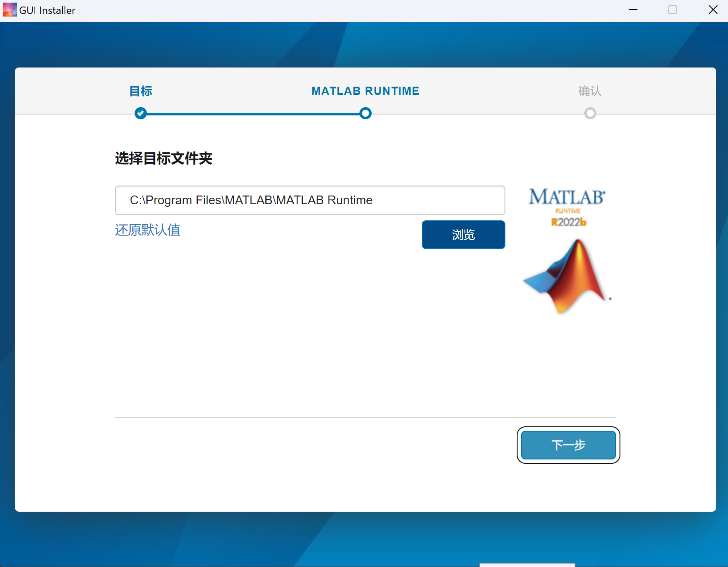 GUI Installer
目标
MATLAB RUNTIME
确认
选择目标文件夹
C:\Program Files\MATLAB\MATLAB Runtime
还原默认值
浏览
MATLAB®
RUNTIME
R2022b
下一步